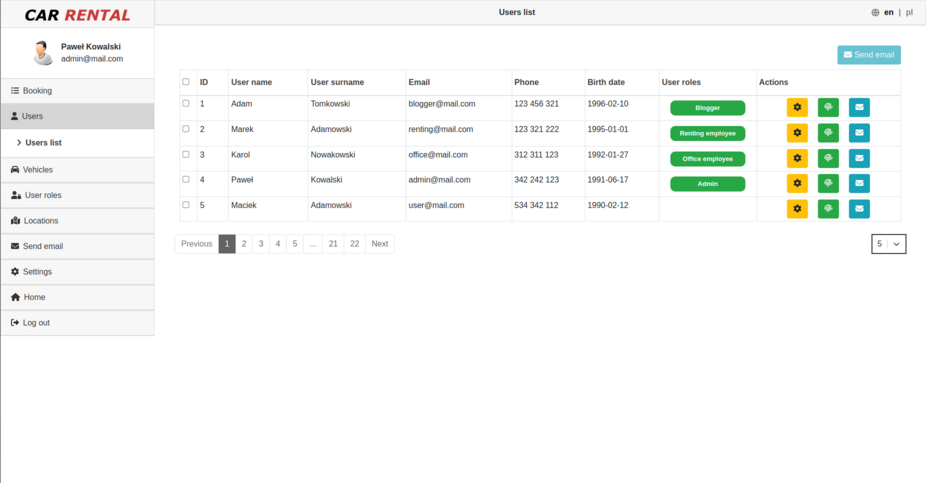 CAR RENTAL
Users list
en | pl
Paweł Kowalski
admin@mail.com
Booking
Users
Users list
Vehicles
User roles
Locations
Send email
Settings
Home
Log out
Send email
ID User name User surname Email Phone Birth date User roles Actions
1 Adam Tomkowski blogger@mail.com 123 456 321 1996-02-10 Blogger
2 Marek Adamowski renting@mail.com 123 321 222 1995-01-01 Renting employee
3 Karol Nowakowski office@mail.com 312 311 123 1992-01-27 Office employee
4 Paweł Kowalski admin@mail.com 342 242 123 1991-06-17 Admin
5 Maciek Adamowski user@mail.com 534 342 112 1990-02-12
Previous 1 2 3 4 5 ... 21 22 Next
5